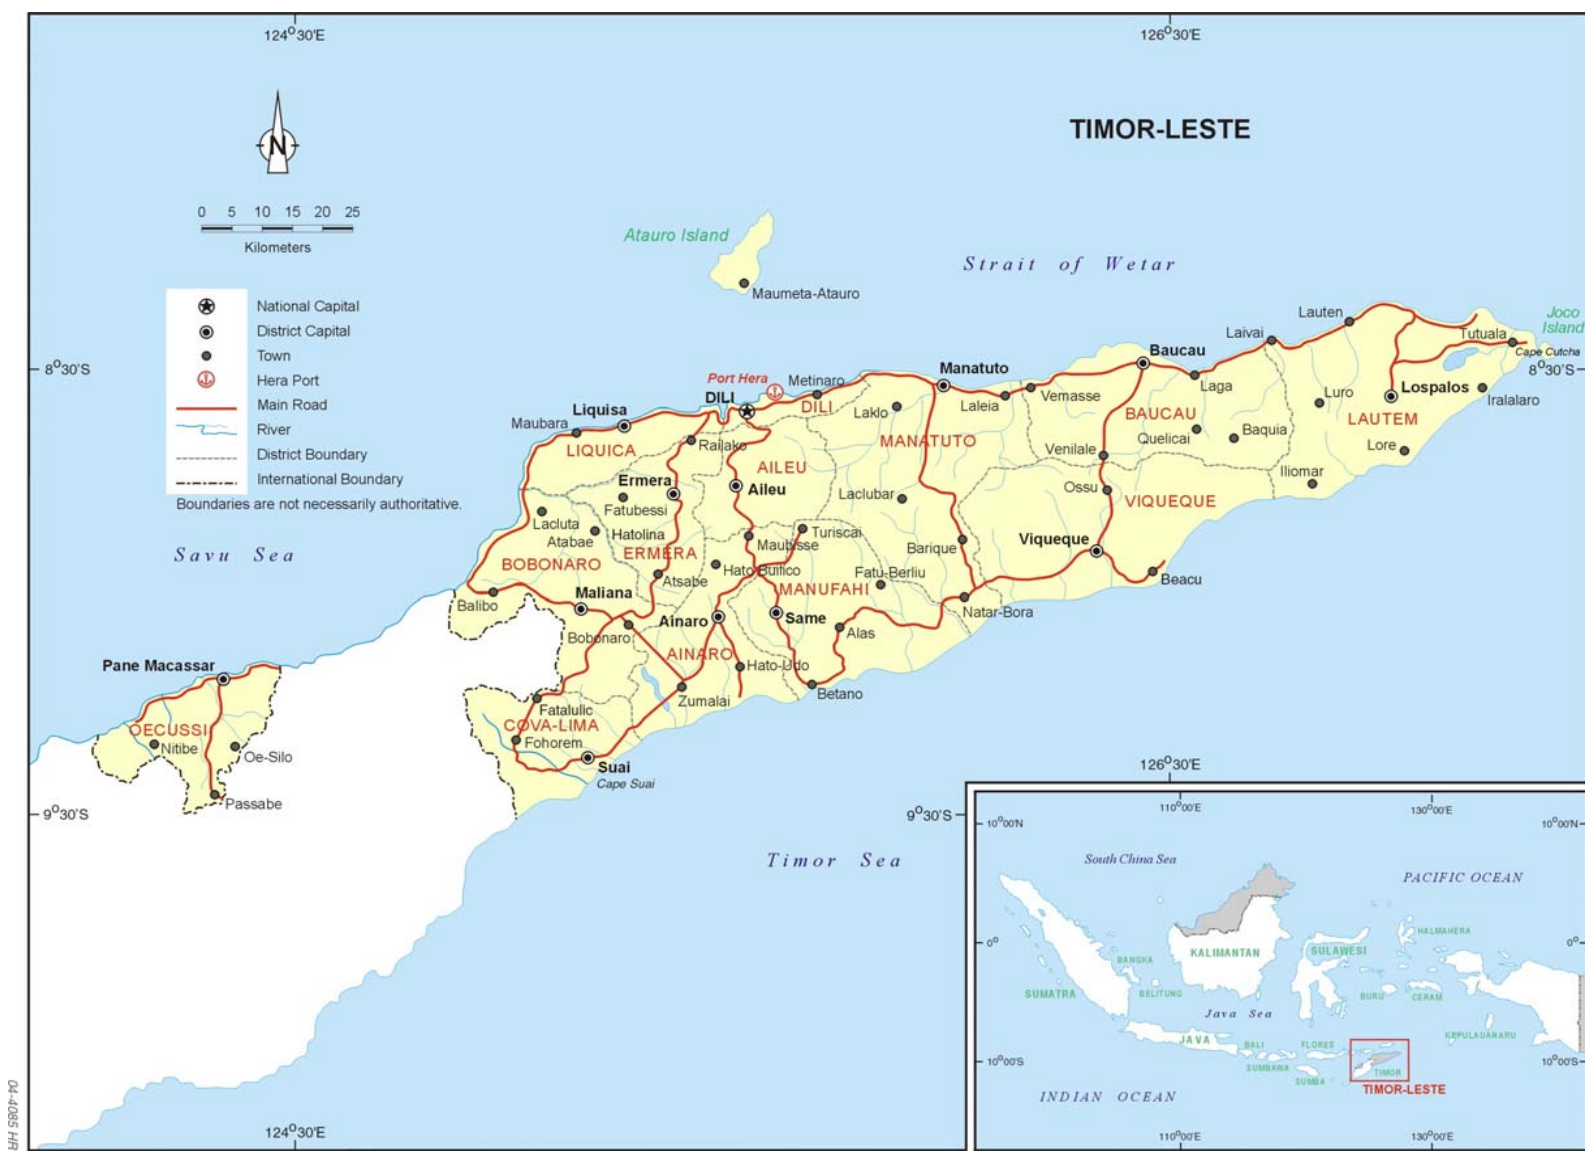 124°30'E
126°30'E
TIMOR-LESTE
N
0 5 10 15 20 25
Kilometers
Atauro Island
Strait of Wetar
Maumeta-Atauro
National Capital
District Capital
Town
Hera Port
Main Road
River
District Boundary
International Boundary
Boundaries are not necessarily authoritative.
8°30'S
8°30'S
Joco
Island
Lauten
Laivai
Tutuala
Cape Cutcha
Baucau
Manatuto
Port Hera
Metinaro
DILI
DILI
Laga
Lospalos
Luro
Iralalaro
Vemasse
Laleia
Laklo
Liquisa
Maubara
BAUCAU
LAUTEM
Quelicai
Baquia
Lore
MANATUTO
Railako
LIQUICA
Venilale
AILEU
Iliomar
Ermera
Aileu
Ossu
VIQUEQUE
Laclubar
Fatubessi
Lacluta
Atabae
Hatolina
Turiscai
Viqueque
Maubisse
Barique
Savu Sea
ERMERA
BOBONARO
Hato Builico
Atsabe
Fatu-Berliu
Beacu
MANUFAHI
Balibo
Maliana
Natar-Bora
Ainaro
Same
Bobonaro
Alas
AINARO
Pane Macassar
Hato-Udo
Zumalai
Betano
Fatalulic
COVA-LIMA
OECUSSI
Fohorem
Nitibe
Oe-Silo
Suai
Cape Suai
Passabe
126°30'E
9°30'S
9°30'S
Timor Sea
110°00'E
130°00'E
10°00'N
10°00'N
South China Sea
PACIFIC OCEAN
HALMAHERA
0°
0°
KALIMANTAN
SULAWESI
BANGKA
SUMATRA
BELITUNG
BURU
CERAM
Java Sea
KEPULAUANARU
JAVA
BALI
FLORES
10°00'S
10°00'S
SUMBAWA
SUMBA
TIMOR
TIMOR-LESTE
INDIAN OCEAN
110°00'E
130°00'E
124°30'E
04-4085 HR